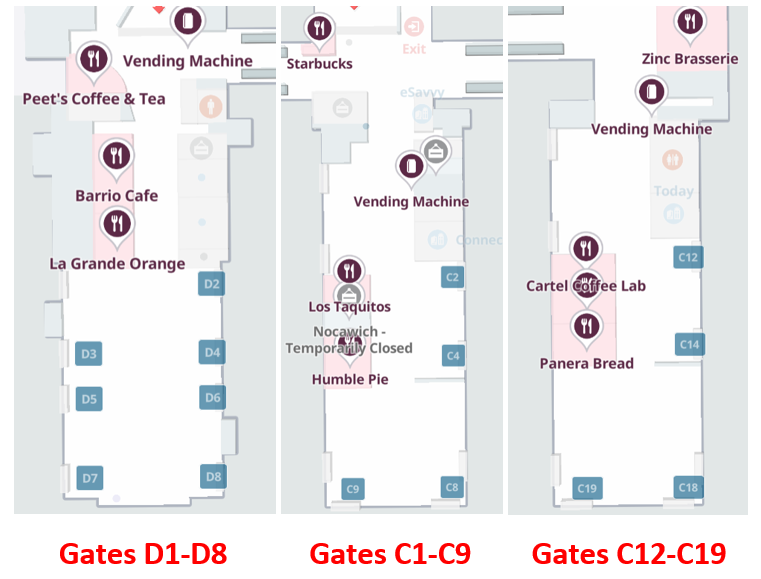 Vending Machine
Peet's Coffee & Tea
Barrio Cafe
La Grande Orange
D2
D3
D4
D5
D6
D7
D8
Gates D1-D8
Starbucks
Exit
eSavvy
Vending Machine
Connec
C2
Los Taquitos
Nocawich -
Temporarily Closed
C4
Humble Pie
C9
C8
Gates C1-C9
Zinc Brasserie
Vending Machine
Today
C12
Cartel Coffee Lab
C14
Panera Bread
C19
C18
Gates C12-C19